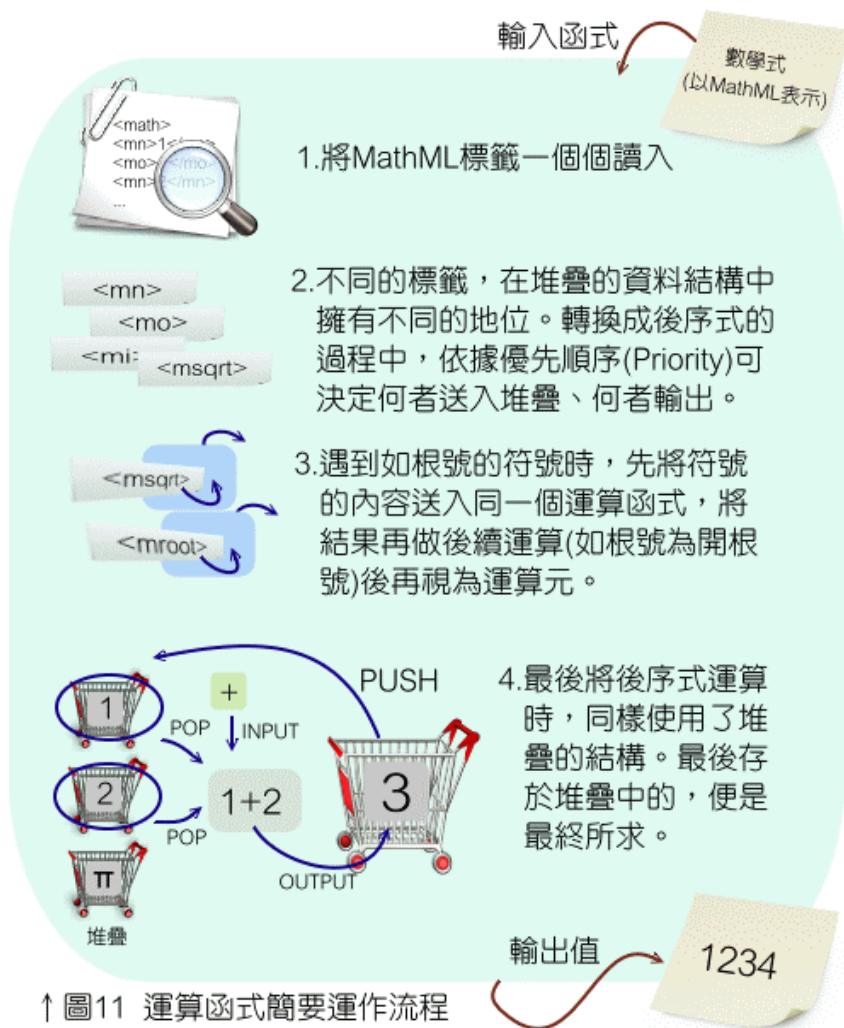 輸入函式
數學式
(以MathML表示)
<math>
<mn>1</mn>
<mo> </mo>
<mn> </mn>
...
1.將MathML標籤一個個讀入
<mn>
<mo>
<mi>
<msqrt>
2.不同的標籤，在堆疊的資料結構中
擁有不同的地位。轉換成後序式的
過程中，依據優先順序(Priority)可
決定何者送入堆疊、何者輸出。
<msqrt>
<mroot>
3.遇到如根號的符號時，先將符號
的內容送入同一個運算函式，將
結果再做後續運算(如根號為開根
號)後再視為運算元。
1
2
π
堆疊
POP
POP
+
INPUT
1+2
OUTPUT
PUSH
3
4.最後將後序式運算
時，同樣使用了堆
疊的結構。最後存
於堆疊中的，便是
最終所求。
輸出值
1234
↑圖11 運算函式簡要運作流程